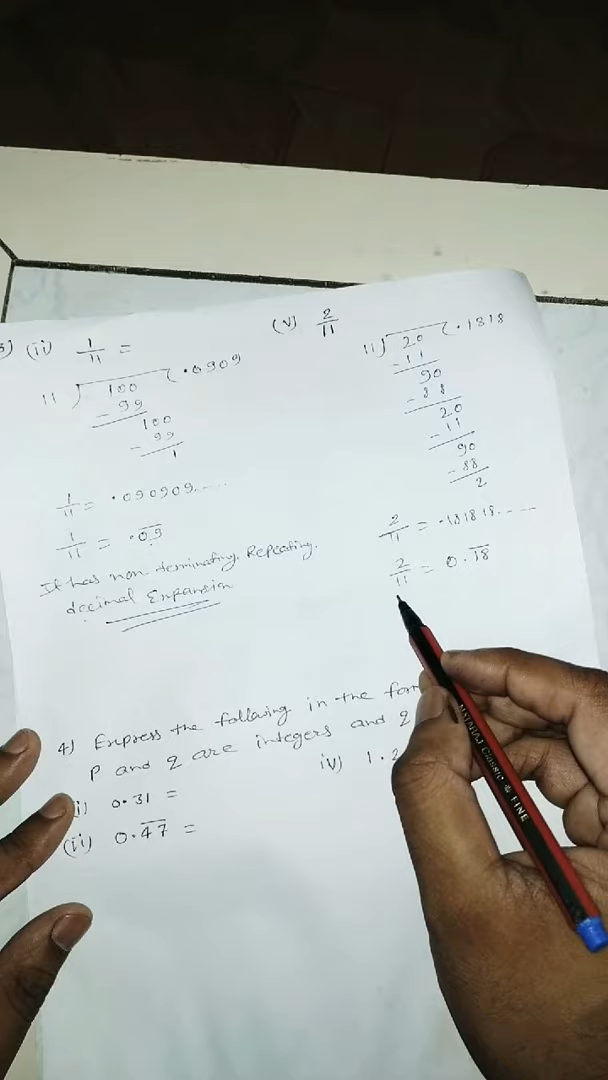 3) (ii) 1/11 =
11 ) 100 ( .0909
- 99
100
- 99
1
1/11 = .090909.....
1/11 = .0̅9̅
It has non terminating. Repeating.
decimal Expansion
(v) 2/11
11 ) 20 ( .1818
- 11
90
- 88
20
- 11
90
- 88
2
2/11 = .181818.....
2/11 = 0.1̅8̅
4) Express the following in the form
P and q are integers and q
(i) 0.31 =
(ii) 0.4̅7̅ =
iv) 1.2
NATARAJ CLASSIC FINE